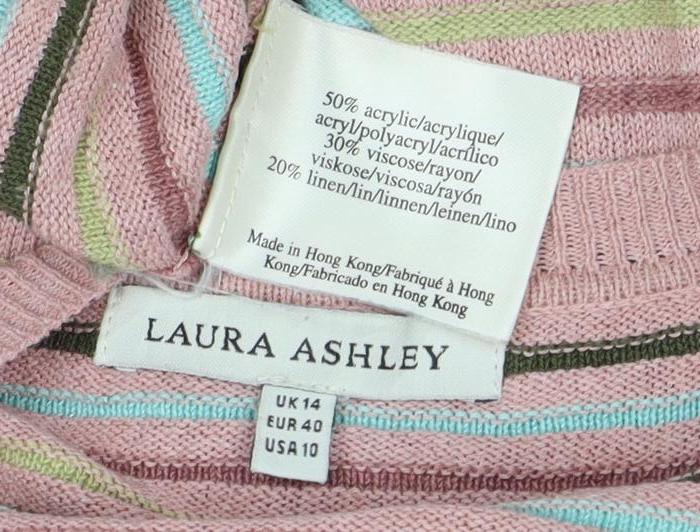 50% acrylic/acrylique/
acryl/polyacryl/acrílico
30% viscose/rayon/
viskose/viscosa/rayón
20% linen/lin/linnen/leinen/lino
Made in Hong Kong/Fabriqué à Hong
Kong/Fabricado en Hong Kong
LAURA ASHLEY
UK 14
EUR 40
USA 10